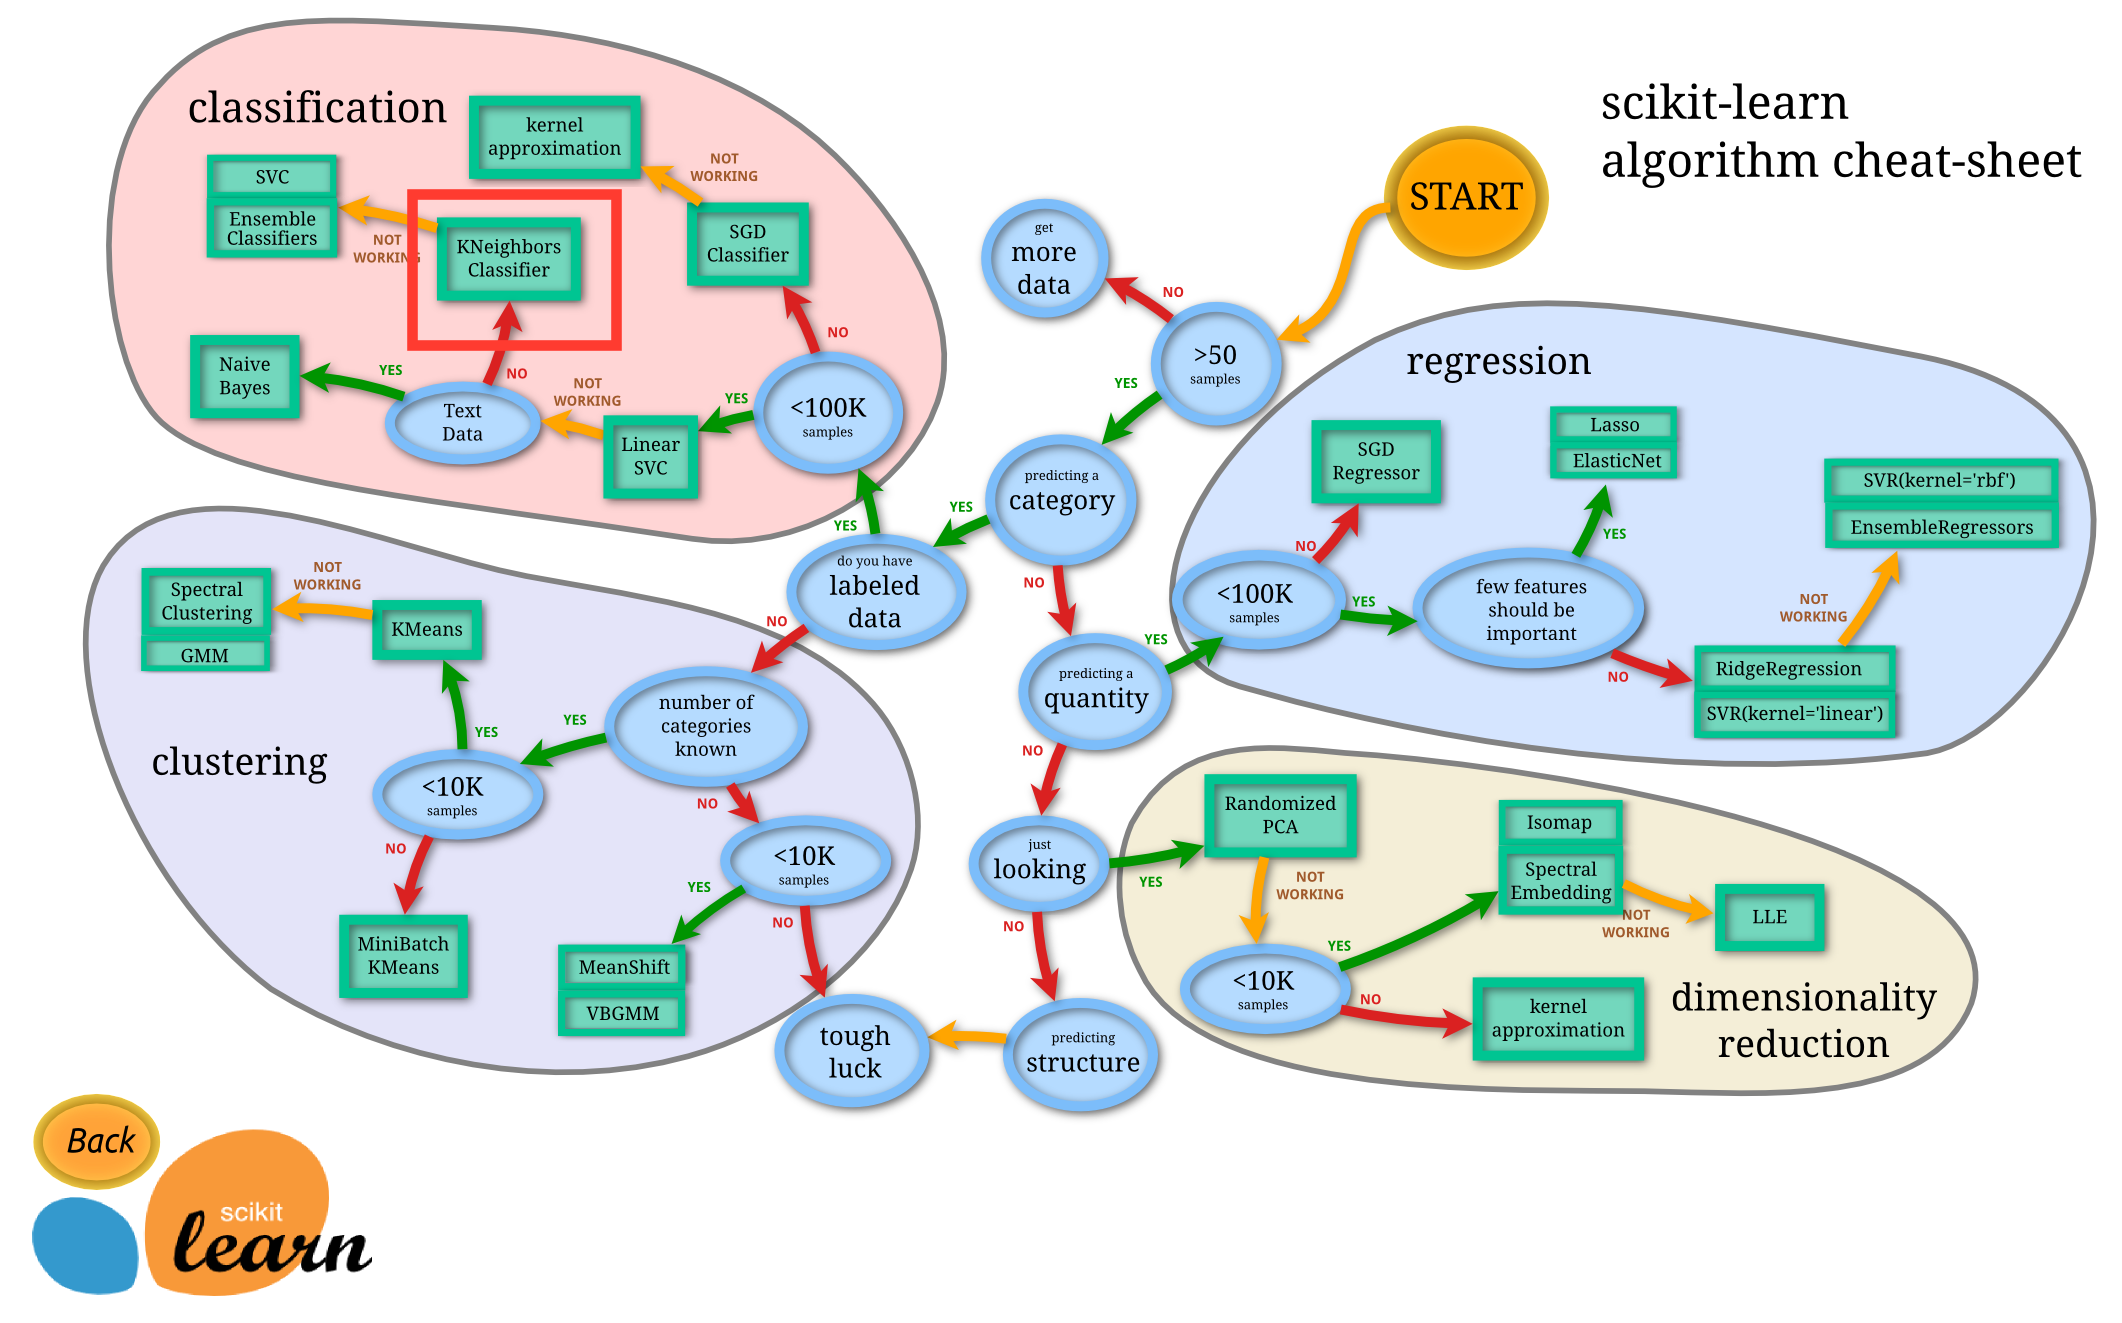 scikit-learn
algorithm cheat-sheet
START
classification
kernel
approximation
NOT
WORKING
SVC
Ensemble
Classifiers
NOT
WORKING
KNeighbors
Classifier
SGD
Classifier
NO
Naive
Bayes
YES
NO
Text
Data
NOT
WORKING
Linear
SVC
YES
<100K
samples
YES
get
more
data
NO
>50
samples
YES
predicting a
category
YES
NO
do you have
labeled
data
NO
predicting a
quantity
YES
NO
just
looking
YES
NO
predicting
structure
tough
luck
regression
SGD
Regressor
NO
<100K
samples
YES
Lasso
ElasticNet
YES
few features
should be
important
NO
SVR(kernel='rbf')
EnsembleRegressors
NOT
WORKING
RidgeRegression
SVR(kernel='linear')
clustering
Spectral
Clustering
GMM
NOT
WORKING
KMeans
YES
<10K
samples
NO
MiniBatch
KMeans
YES
number of
categories
known
NO
<10K
samples
YES
NO
MeanShift
VBGMM
dimensionality
reduction
Randomized
PCA
NOT
WORKING
<10K
samples
YES
NO
Isomap
Spectral
Embedding
NOT
WORKING
LLE
kernel
approximation
Back
scikit
learn